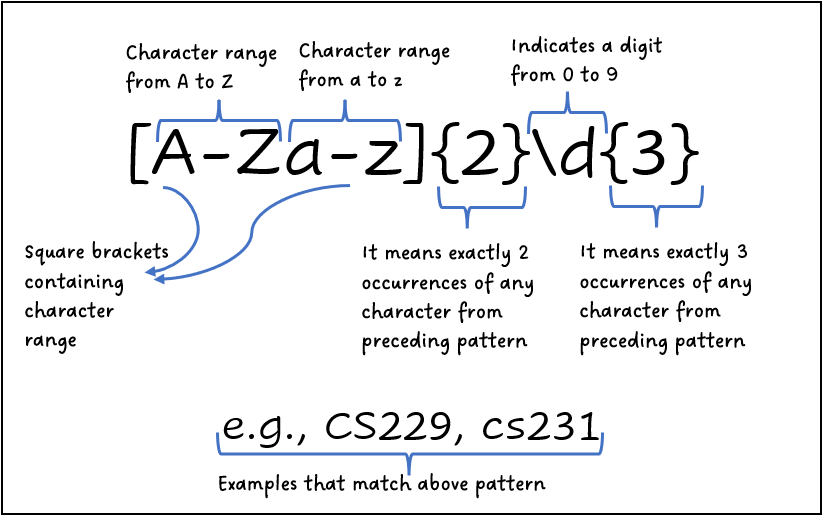 Character range
from A to Z
Character range
from a to z
Indicates a digit
from 0 to 9
[A-Za-z]{2}\d{3}
Square brackets
containing
character
range
It means exactly 2
occurrences of any
character from
preceding pattern
It means exactly 3
occurrences of any
character from
preceding pattern
e.g., CS229, cs231
Examples that match above pattern